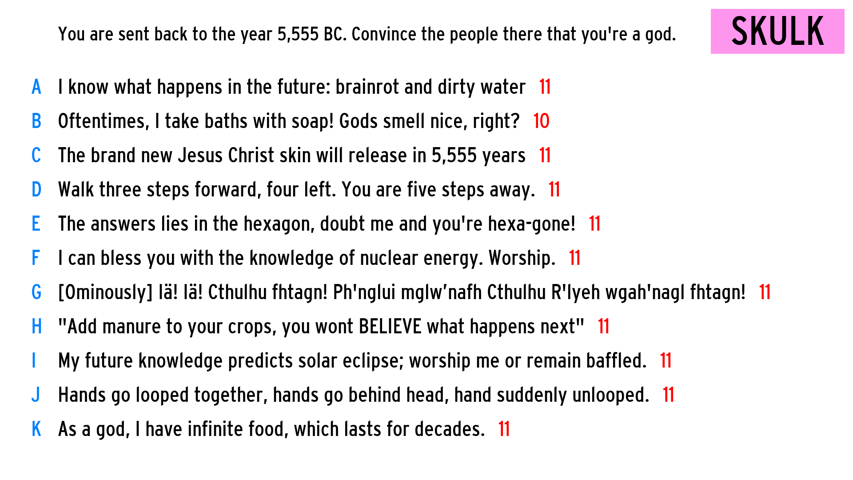 You are sent back to the year 5,555 BC. Convince the people there that you're a god. SKULK
A I know what happens in the future: brainrot and dirty water 11
B Oftentimes, I take baths with soap! Gods smell nice, right? 10
C The brand new Jesus Christ skin will release in 5,555 years 11
D Walk three steps forward, four left. You are five steps away. 11
E The answers lies in the hexagon, doubt me and you're hexa-gone! 11
F I can bless you with the knowledge of nuclear energy. Worship. 11
G [Ominously] Iä! Iä! Cthulhu fhtagn! Ph'nglui mglw’nafh Cthulhu R'lyeh wgah'nagl fhtagn! 11
H "Add manure to your crops, you wont BELIEVE what happens next" 11
I My future knowledge predicts solar eclipse; worship me or remain baffled. 11
J Hands go looped together, hands go behind head, hand suddenly unlooped. 11
K As a god, I have infinite food, which lasts for decades. 11